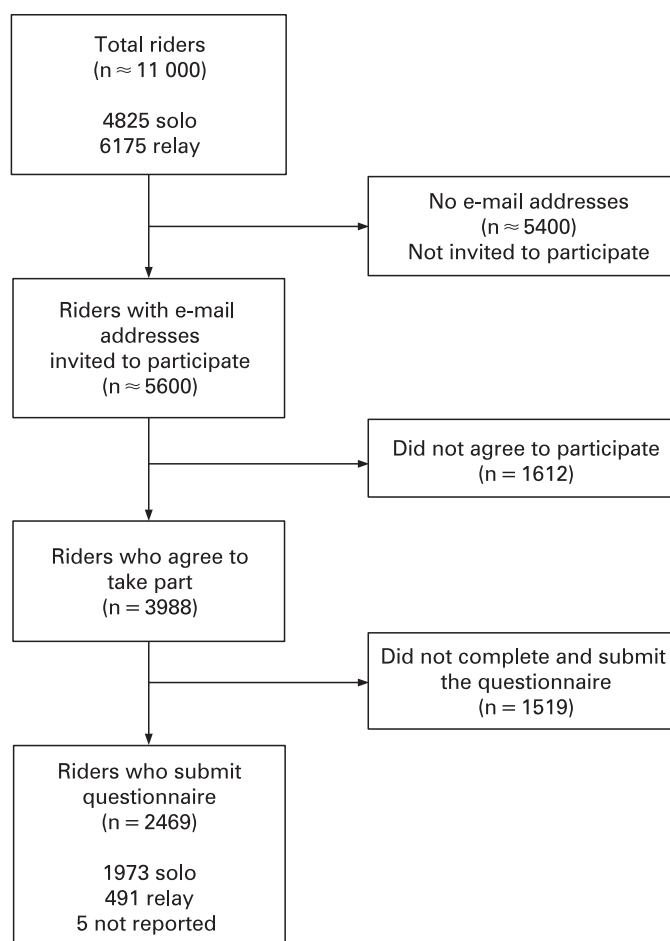 Total riders
(n ≈ 11 000)
4825 solo
6175 relay
No e-mail addresses
(n ≈ 5400)
Not invited to participate
Riders with e-mail
addresses
invited to participate
(n ≈ 5600)
Did not agree to participate
(n = 1612)
Riders who agree to
take part
(n = 3988)
Did not complete and submit
the questionnaire
(n = 1519)
Riders who submit
questionnaire
(n = 2469)
1973 solo
491 relay
5 not reported